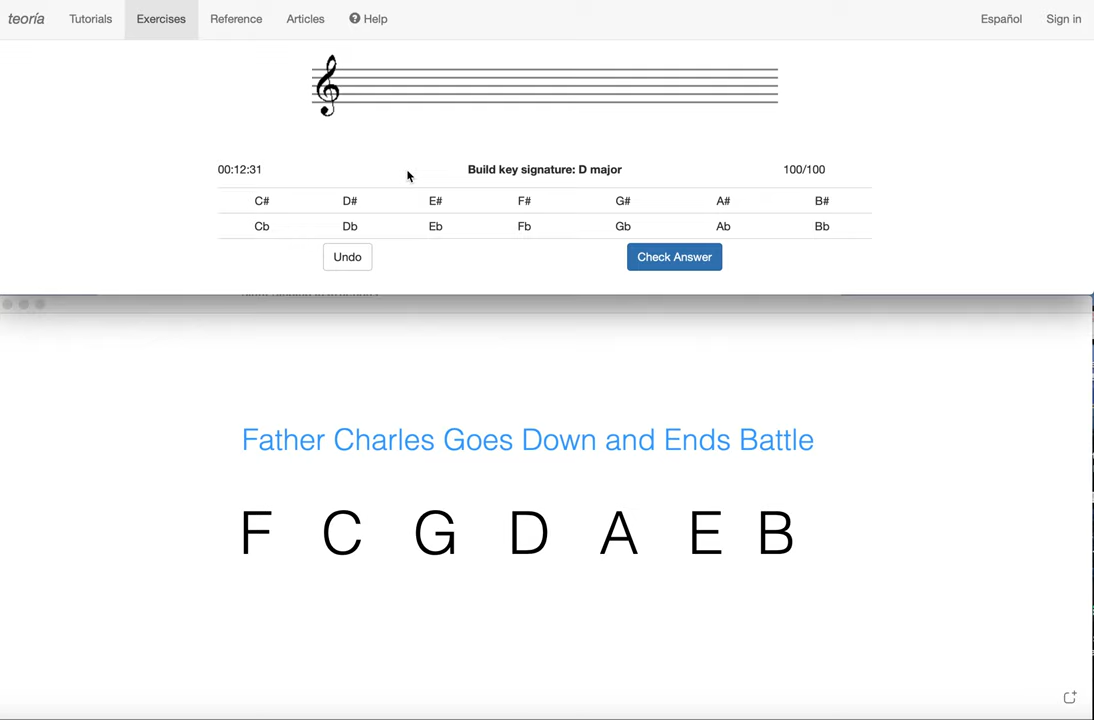 teoría Tutorials Exercises Reference Articles Help Español Sign in
00:12:31 Build key signature: D major 100/100
C# D# E# F# G# A# B#
Cb Db Eb Fb Gb Ab Bb
Undo Check Answer
Father Charles Goes Down and Ends Battle
F C G D A E B